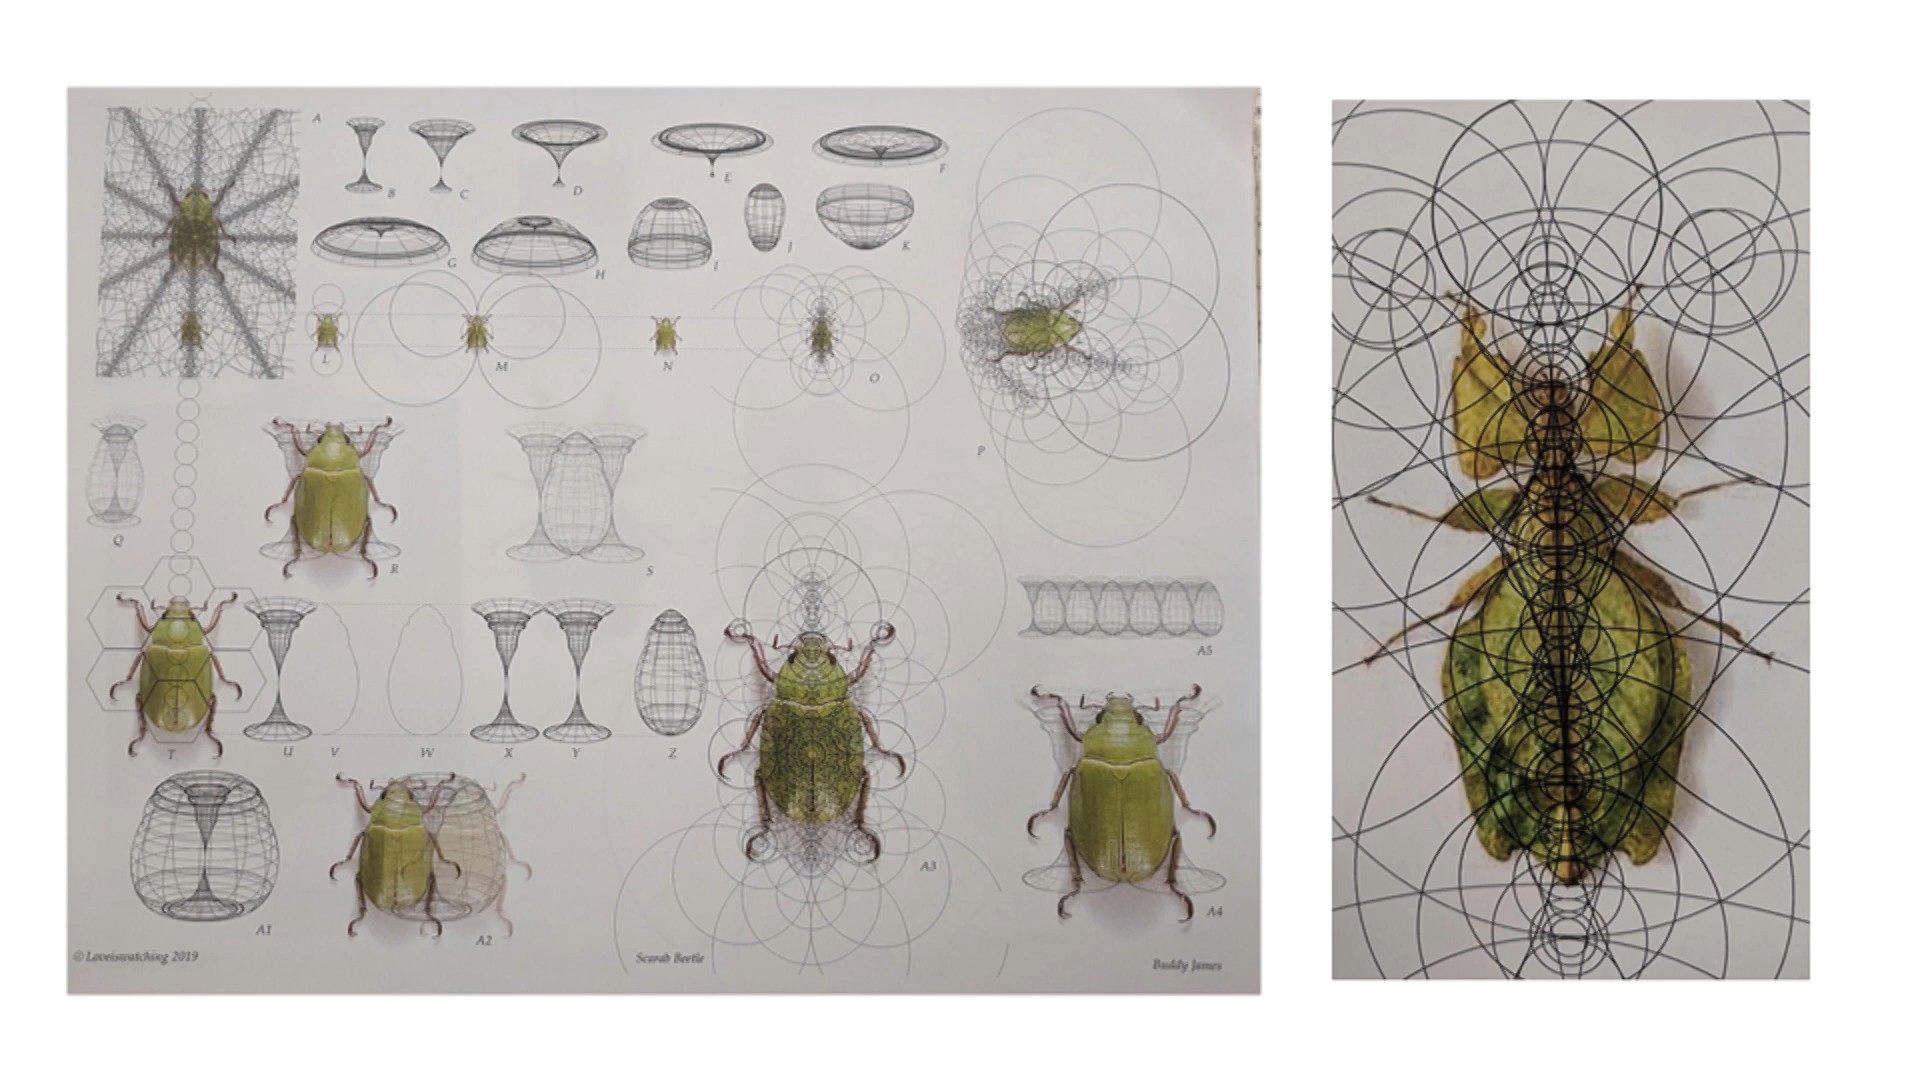 A
B
C
D
E
F
G
H
I
J
K
L
M
N
O
P
Q
R
S
T
U
V
W
X
Y
Z
A1
A2
A3
A4
A5
© Loveiswatching 2019
Scarab Beetle
Buddy James